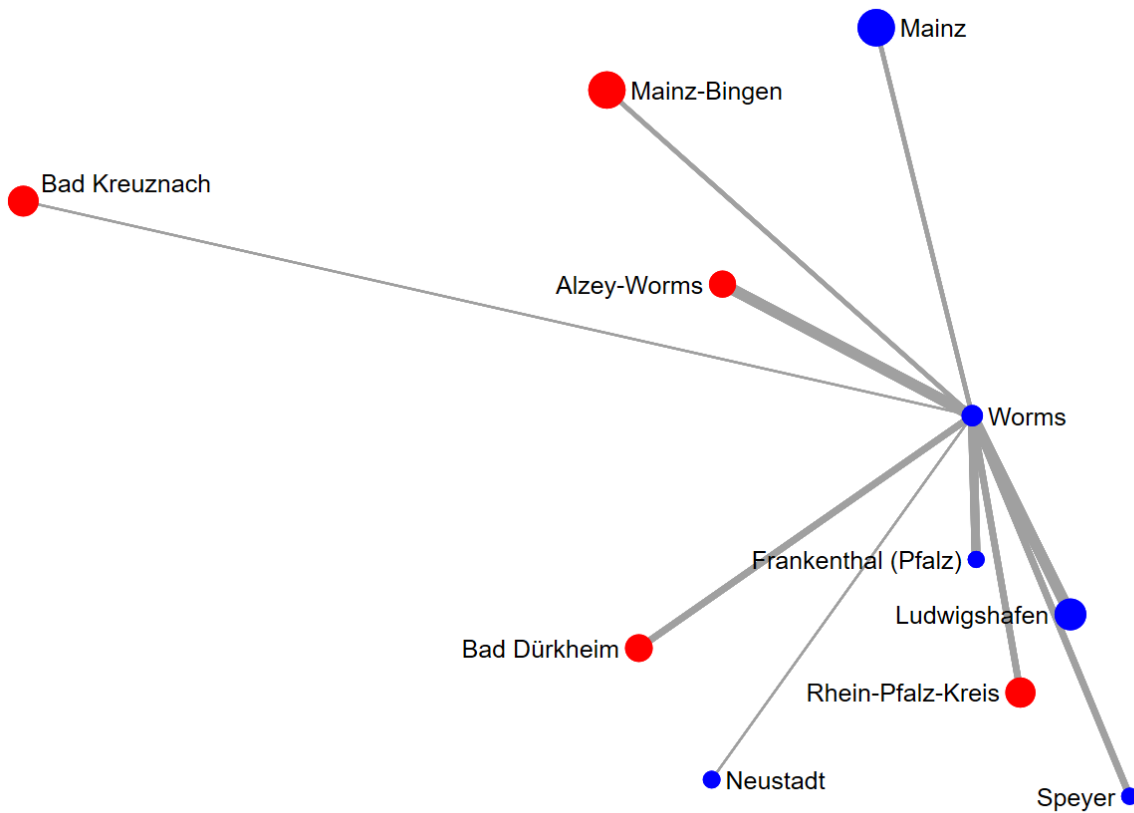 Mainz
Mainz-Bingen
Bad Kreuznach
Alzey-Worms
Worms
Frankenthal (Pfalz)
Ludwigshafen
Bad Dürkheim
Rhein-Pfalz-Kreis
Neustadt
Speyer